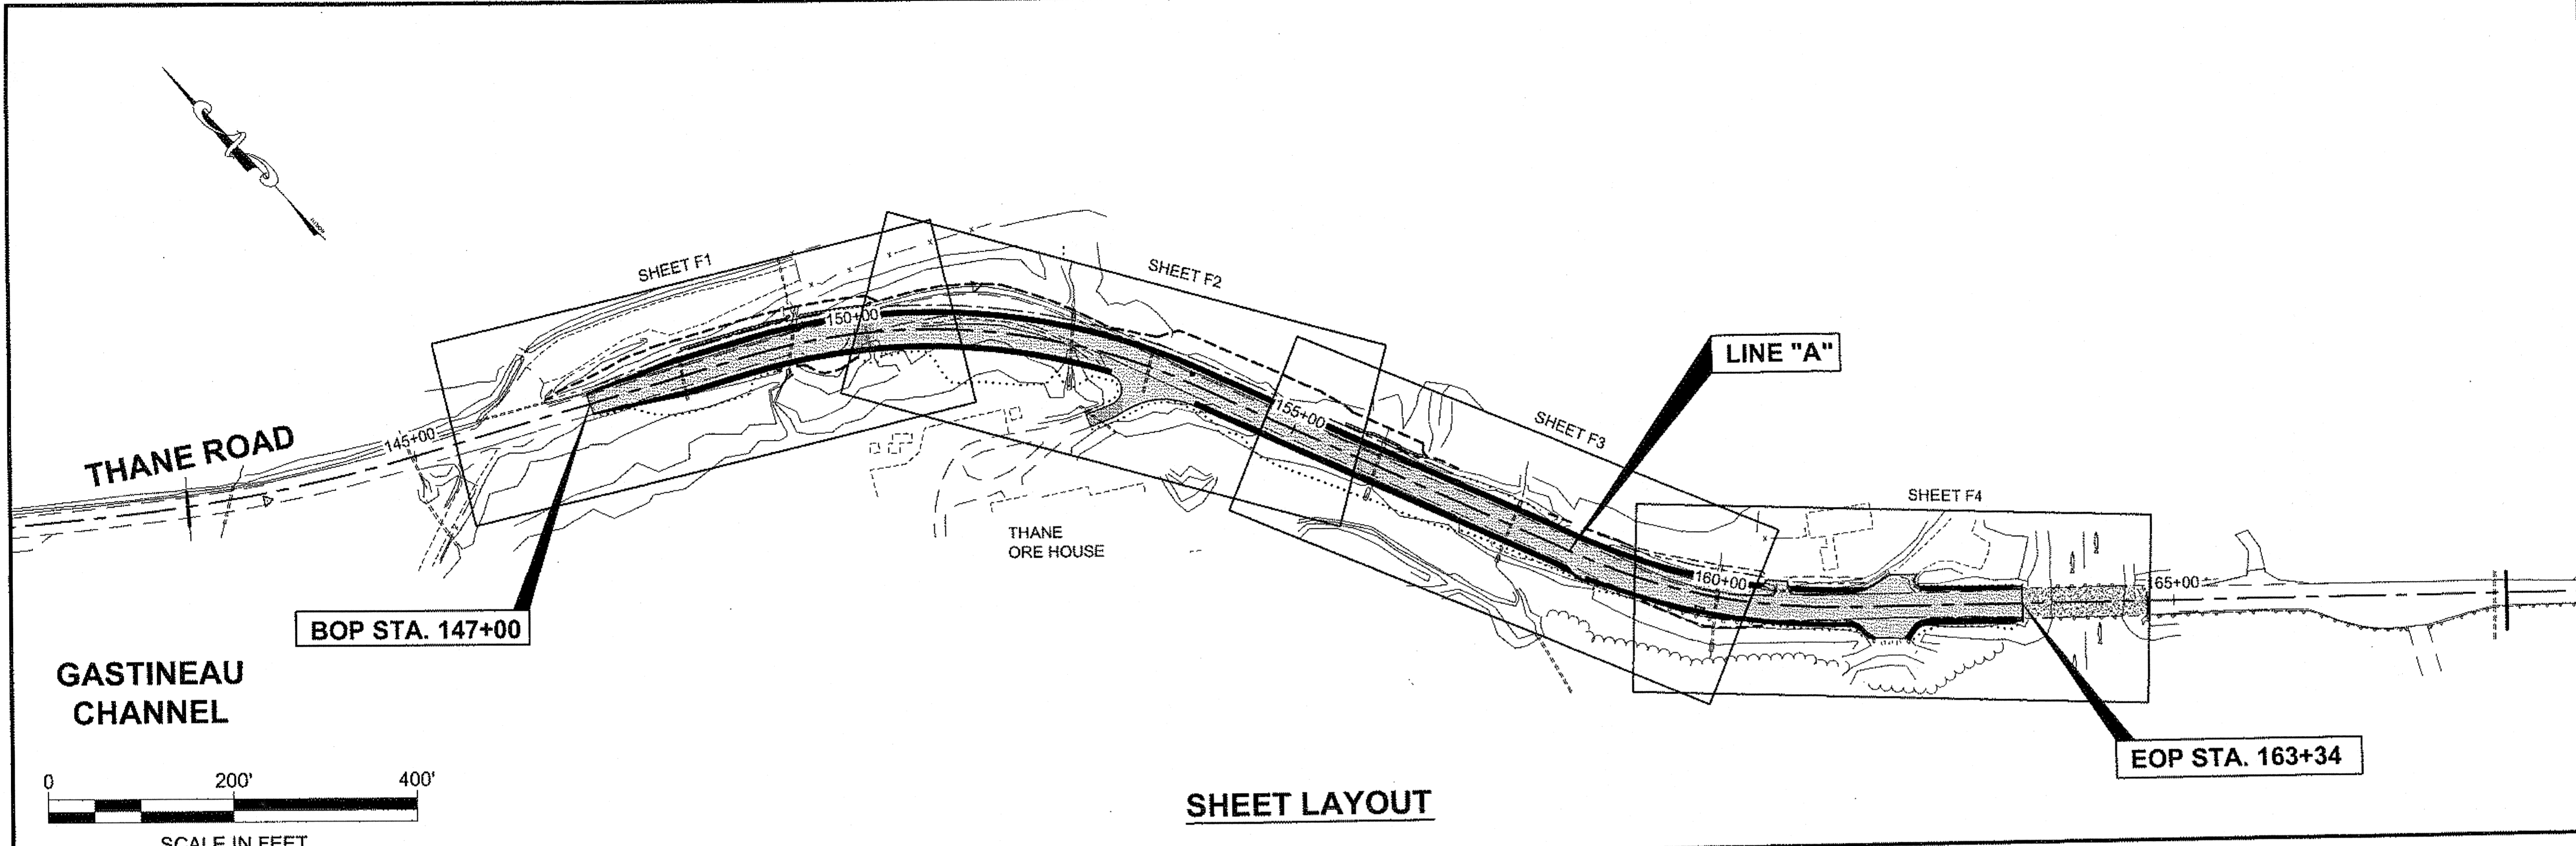 SHEET F1
SHEET F2
150+00
LINE "A"
155+00
SHEET F3
THANE ROAD
145+00
SHEET F4
THANE
ORE HOUSE
160+00
165+00
BOP STA. 147+00
GASTINEAU
CHANNEL
EOP STA. 163+34
0 200' 400'
SHEET LAYOUT
SCALE IN FEET